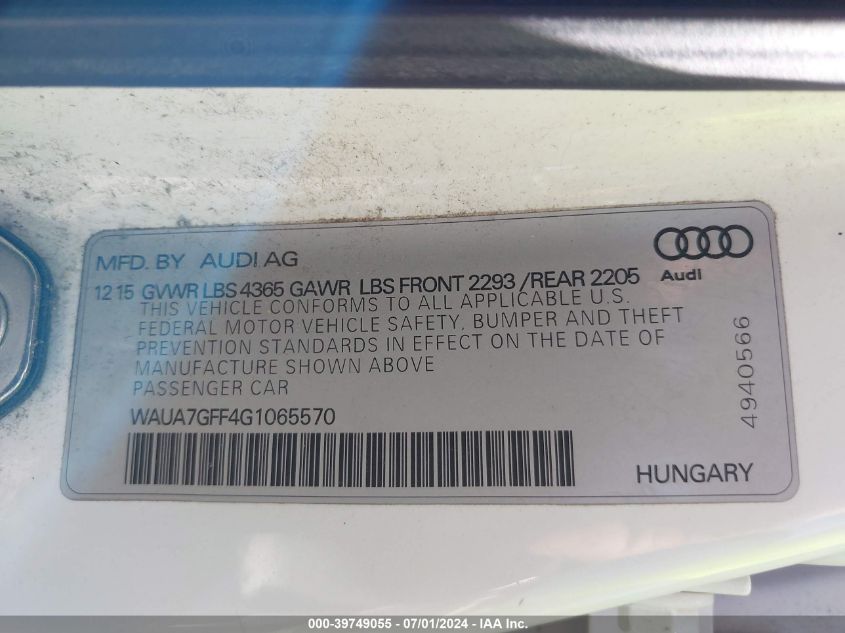 MFD. BY AUDI AG
12 15 GVWR LBS 4365 GAWR LBS FRONT 2293 /REAR 2205
Audi
THIS VEHICLE CONFORMS TO ALL APPLICABLE U.S.
FEDERAL MOTOR VEHICLE SAFETY, BUMPER AND THEFT
PREVENTION STANDARDS IN EFFECT ON THE DATE OF
MANUFACTURE SHOWN ABOVE
PASSENGER CAR
WAUA7GFF4G1065570
HUNGARY
4940566
000-39749055 - 07/01/2024 - IAA Inc.